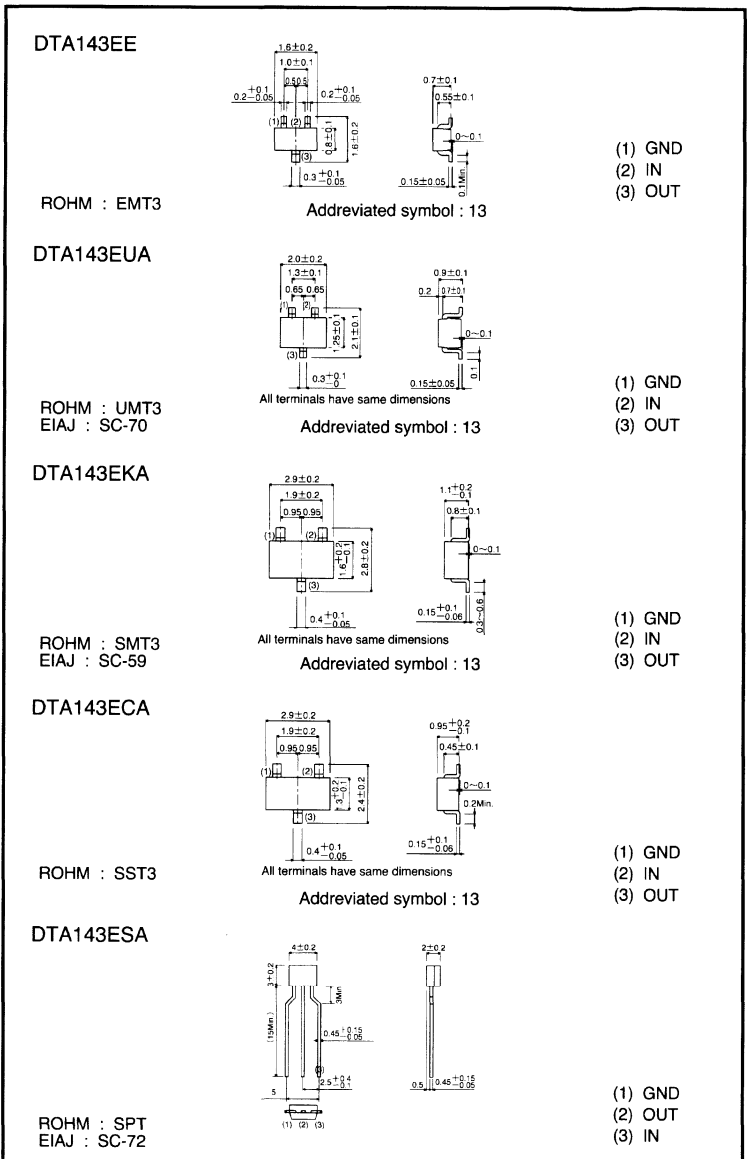 DTA143EE
1.6±0.2
1.0±0.1
0.5 0.5
0.2 +0.1 −0.05
0.2 +0.1 −0.05
(1) (2)
(3)
0.8±0.1
1.6±0.2
0.3 +0.1 −0.05
0.7±0.1
0.55±0.1
0~0.1
0.15±0.05
0.1Min.
(1) GND
(2) IN
(3) OUT
ROHM : EMT3
Addreviated symbol : 13
DTA143EUA
2.0±0.2
1.3±0.1
0.65 0.65
(1) (2)
(3)
1.25±0.1
2.1±0.1
0.3 +0.1 −0
0.9±0.1
0.2 0.7±0.1
0~0.1
0.15±0.05
0.1
All terminals have same dimensions
(1) GND
(2) IN
(3) OUT
ROHM : UMT3
EIAJ : SC-70
Addreviated symbol : 13
DTA143EKA
2.9±0.2
1.9±0.2
0.95 0.95
(1) (2)
(3)
1.6 +0.2 −0.1
2.8±0.2
0.4 +0.1 −0.05
1.1 +0.2 −0.1
0.8±0.1
0~0.1
0.15 +0.1 −0.06
0.3~0.6
All terminals have same dimensions
(1) GND
(2) IN
(3) OUT
ROHM : SMT3
EIAJ : SC-59
Addreviated symbol : 13
DTA143ECA
2.9±0.2
1.9±0.2
0.95 0.95
(1) (2)
(3)
2.4±0.2
0.4 +0.1 −0.05
0.95 +0.2 −0.1
0.45±0.1
0~0.1
0.2Min.
0.15 +0.1 −0.06
All terminals have same dimensions
(1) GND
(2) IN
(3) OUT
ROHM : SST3
Addreviated symbol : 13
DTA143ESA
4±0.2
2±0.2
3±0.2
3Min
(15Min.)
0.45 +0.15 −0.05
2.5 +0.4 −0.1
5
0.5 0.45 +0.15 −0.05
(1) (2) (3)
(1) GND
(2) OUT
(3) IN
ROHM : SPT
EIAJ : SC-72